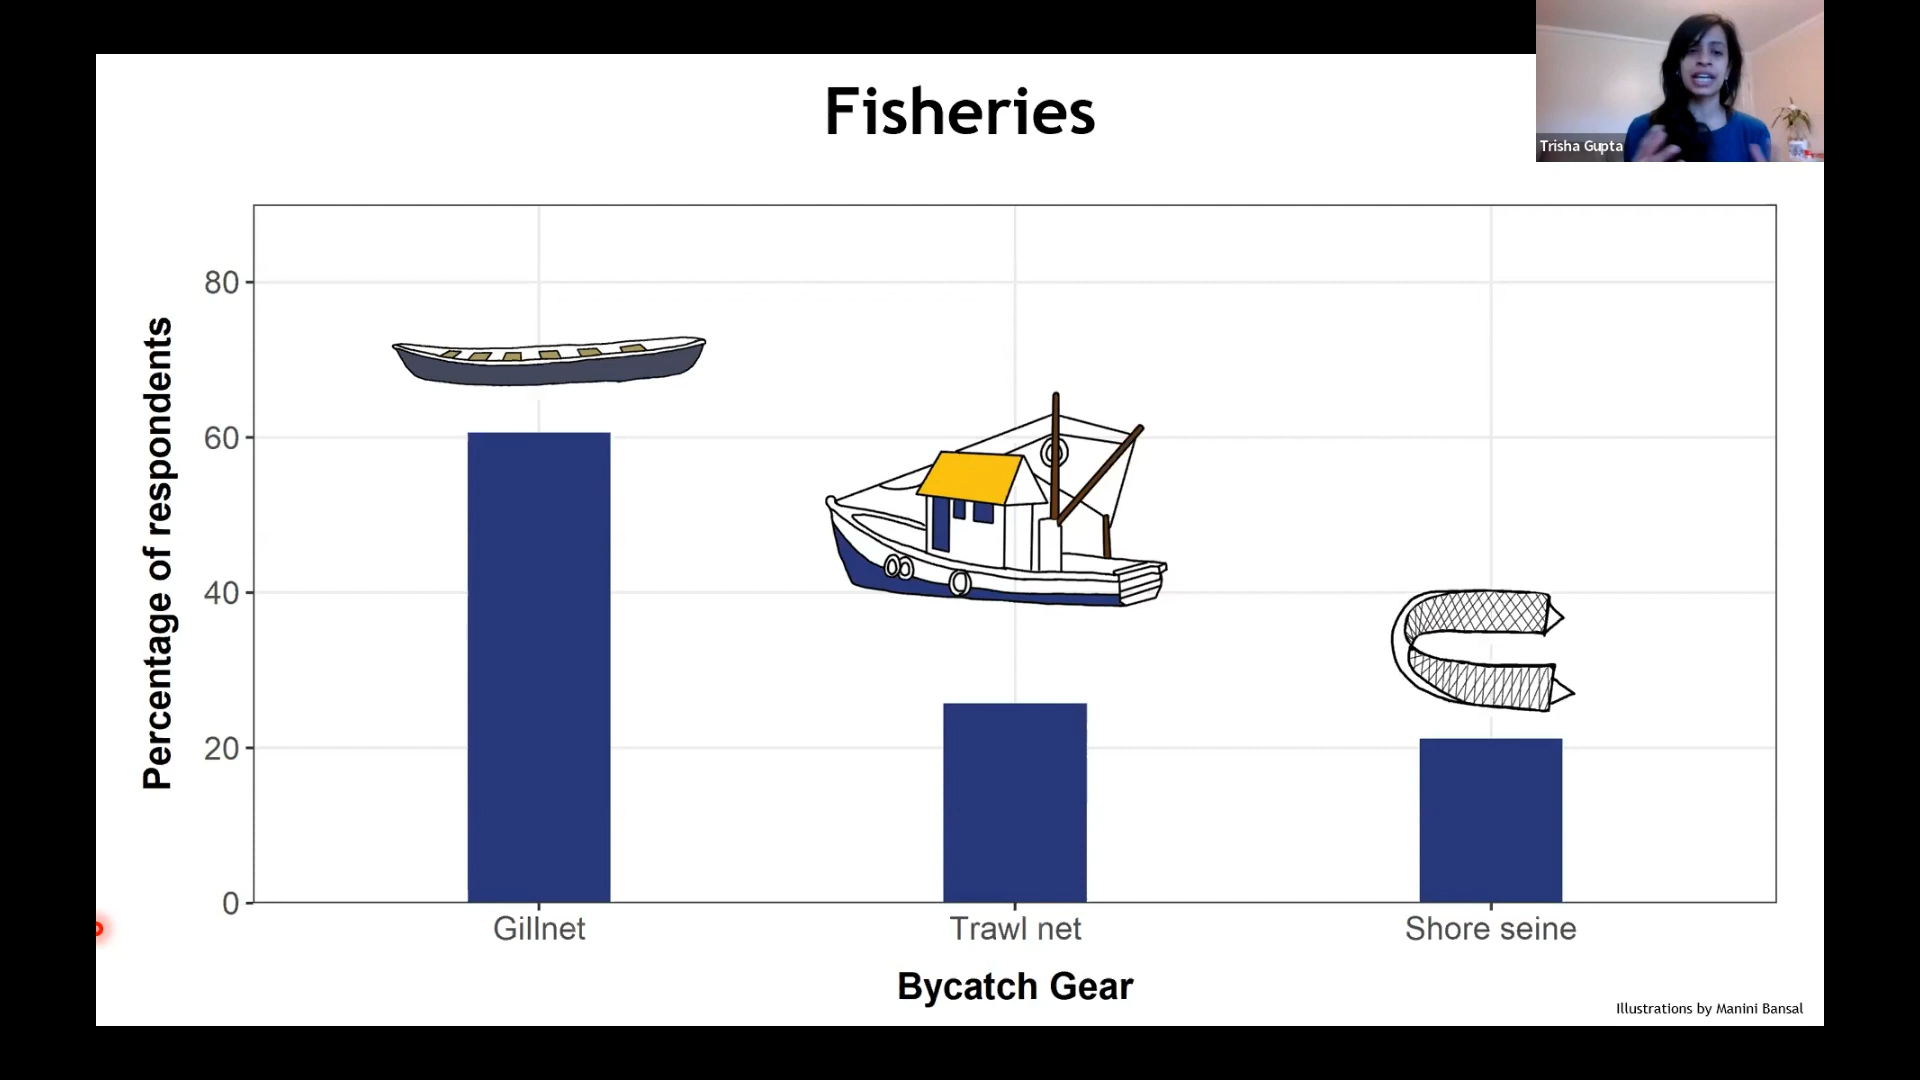 Fisheries
Trisha Gupta
Percentage of respondents
80
60
40
20
0
Gillnet
Trawl net
Shore seine
Bycatch Gear
Illustrations by Manini Bansal